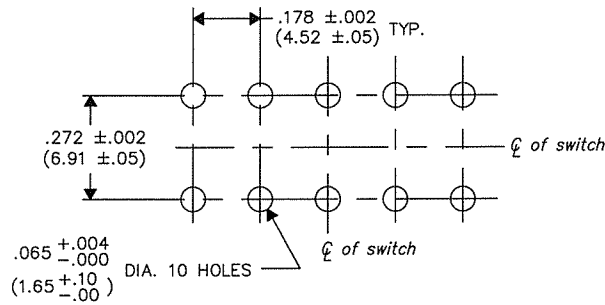 .178 ±.002
(4.52 ±.05) TYP.
.272 ±.002
(6.91 ±.05)
℄ of switch
℄ of switch
.065 +.004
-.000
DIA. 10 HOLES
(1.65 +.10
-.00 )